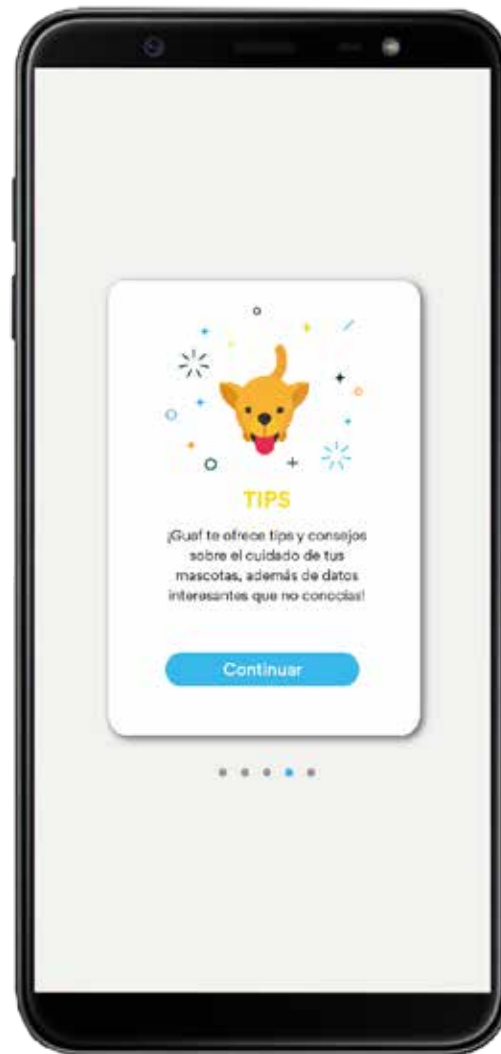 TIPS
¡Guaf te ofrece tips y consejos
sobre el cuidado de tus
mascotas, además de datos
interesantes que no conocías!
Continuar